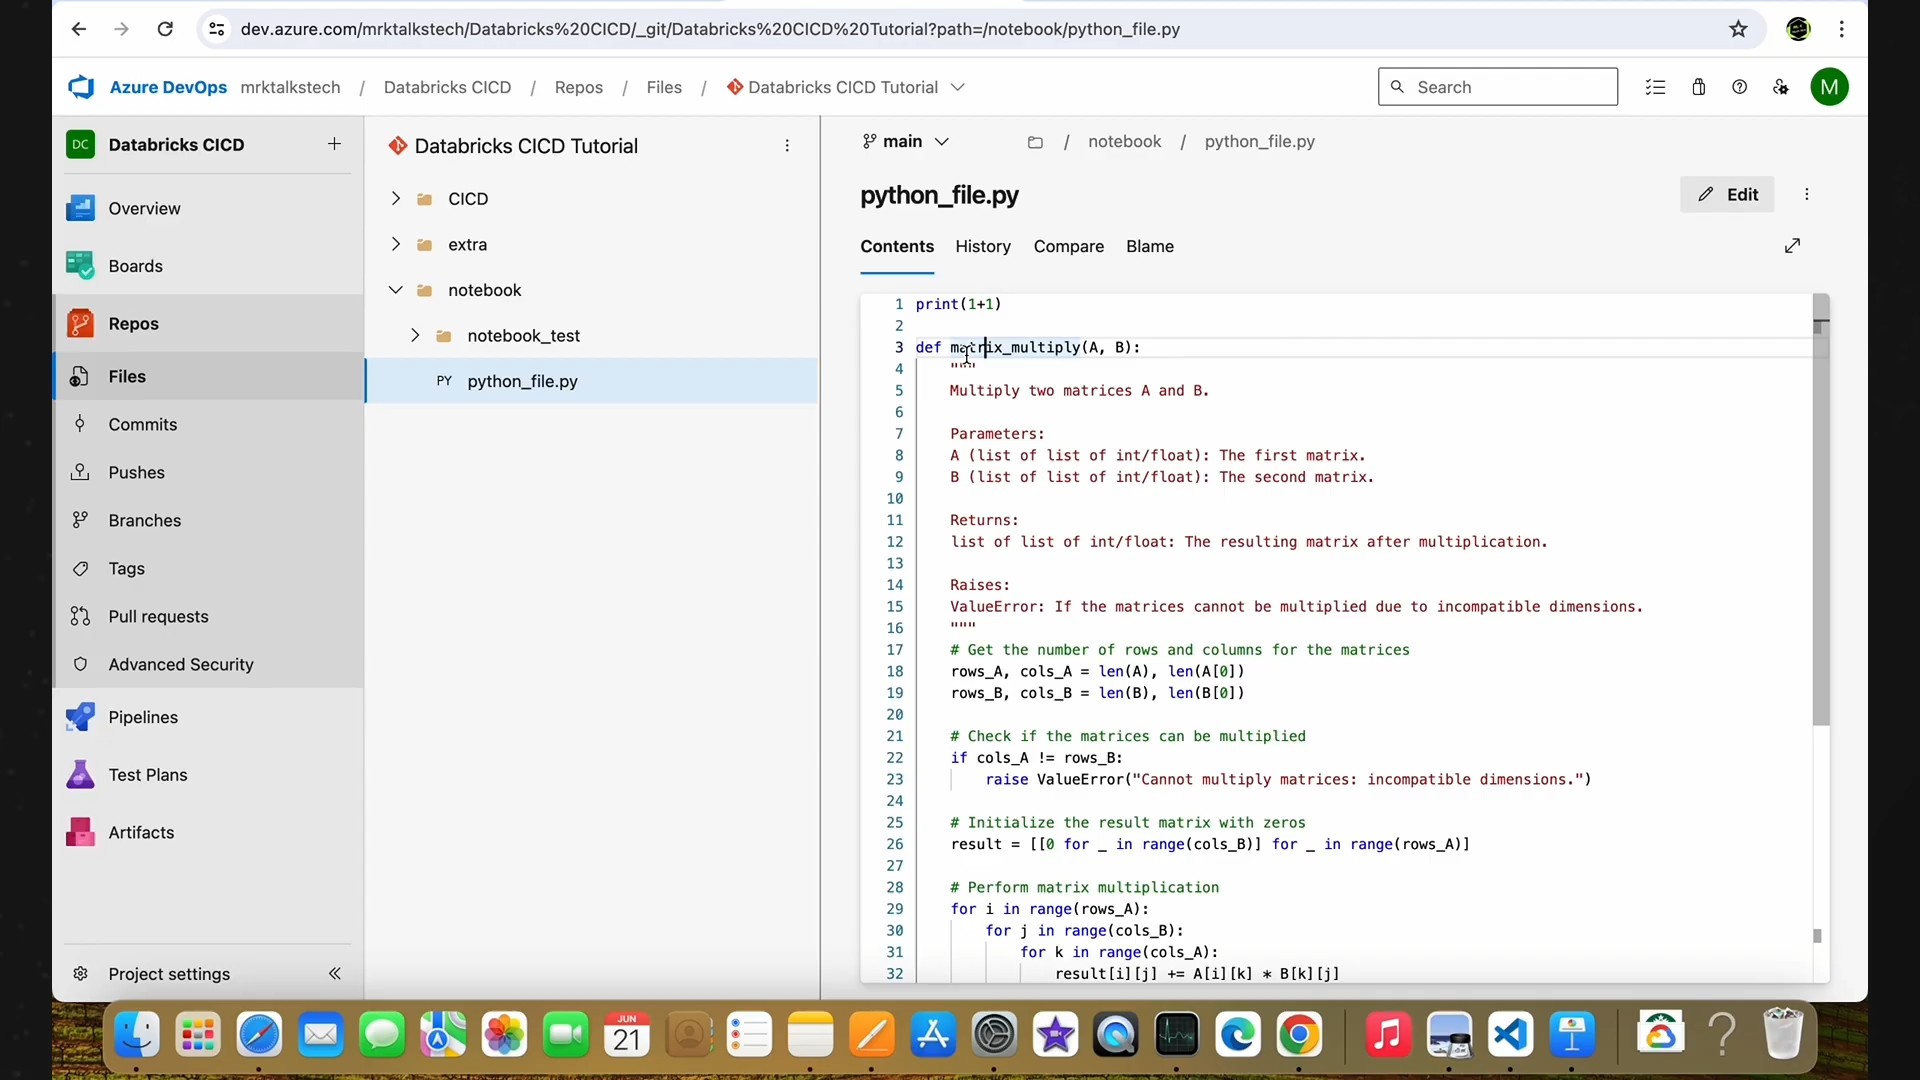 dev.azure.com/mrktalkstech/Databricks%20CICD/_git/Databricks%20CICD%20Tutorial?path=/notebook/python_file.py
Azure DevOps mrktalkstech / Databricks CICD / Repos / Files / Databricks CICD Tutorial
Search
M
DC Databricks CICD +
Overview
Boards
Repos
Files
Commits
Pushes
Branches
Tags
Pull requests
Advanced Security
Pipelines
Test Plans
Artifacts
Project settings
Databricks CICD Tutorial
CICD
extra
notebook
notebook_test
PY python_file.py
main / notebook / python_file.py
python_file.py
Edit
Contents History Compare Blame
1 print(1+1)
2
3 def matrix_multiply(A, B):
4 """
5 Multiply two matrices A and B.
6
7 Parameters:
8 A (list of list of int/float): The first matrix.
9 B (list of list of int/float): The second matrix.
10
11 Returns:
12 list of list of int/float: The resulting matrix after multiplication.
13
14 Raises:
15 ValueError: If the matrices cannot be multiplied due to incompatible dimensions.
16 """
17 # Get the number of rows and columns for the matrices
18 rows_A, cols_A = len(A), len(A[0])
19 rows_B, cols_B = len(B), len(B[0])
20
21 # Check if the matrices can be multiplied
22 if cols_A != rows_B:
23 raise ValueError("Cannot multiply matrices: incompatible dimensions.")
24
25 # Initialize the result matrix with zeros
26 result = [[0 for _ in range(cols_B)] for _ in range(rows_A)]
27
28 # Perform matrix multiplication
29 for i in range(rows_A):
30 for j in range(cols_B):
31 for k in range(cols_A):
32 result[i][j] += A[i][k] * B[k][j]
JUN
21